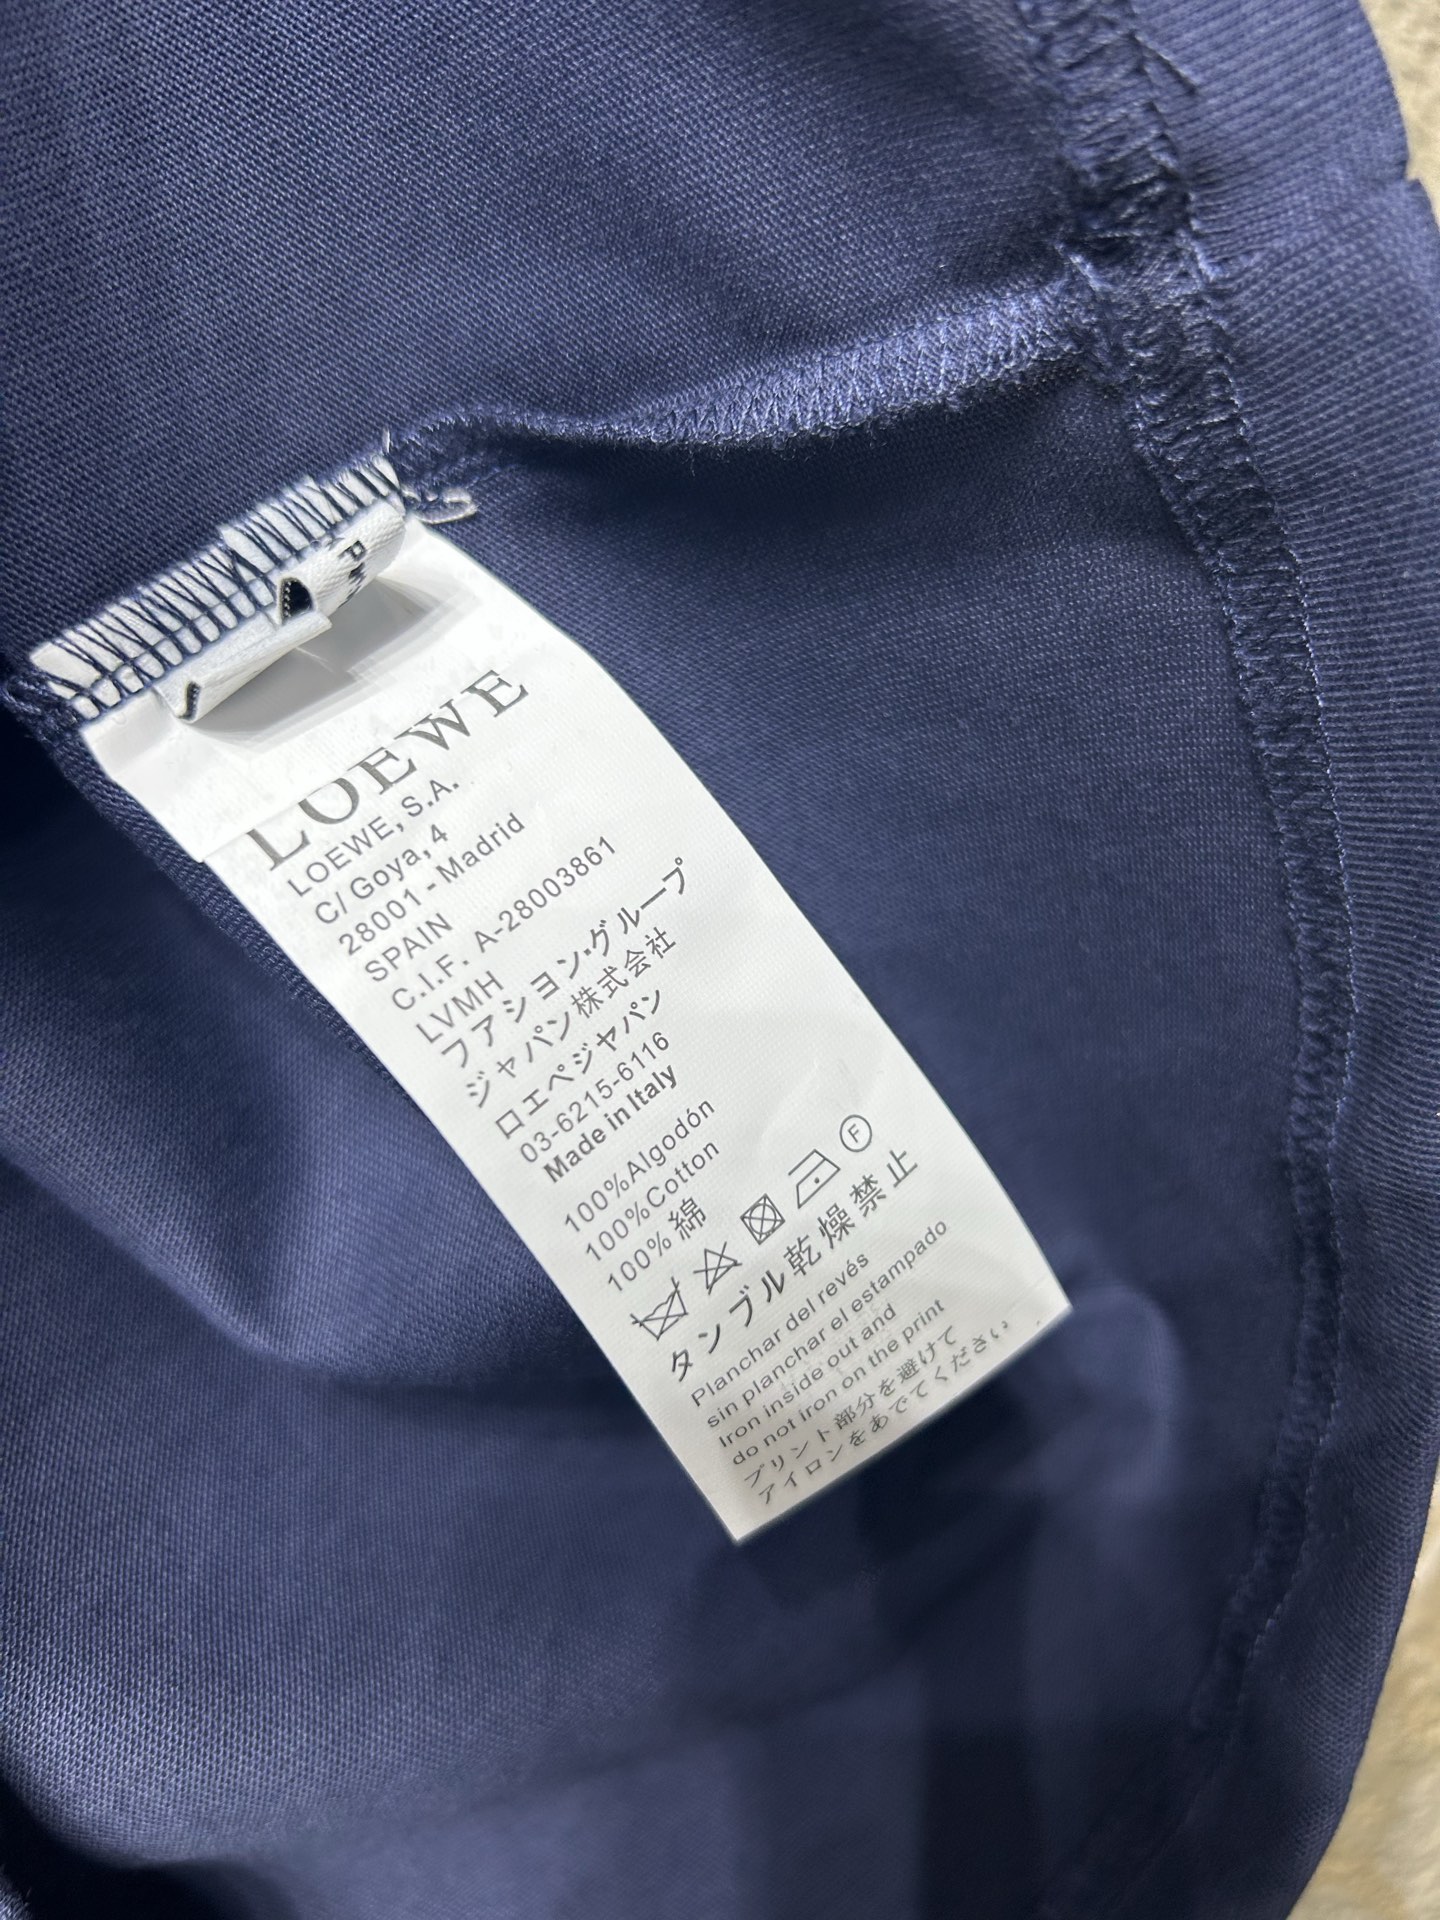 LOEWE
LOEWE, S.A.
C/ Goya, 4
28001 - Madrid
SPAIN
C.I.F. A-28003861
LVMH
フアション·グループ
ジャパン株式会社
ロエベジャパン
03-6215-6116
Made in Italy
100%Algodón
100%Cotton
100% 綿
F
タンブル乾燥禁止
Planchar del revés
sin planchar el estampado
Iron inside out and
do not iron on the print
プリント部分を避けて
アイロンをあてでください